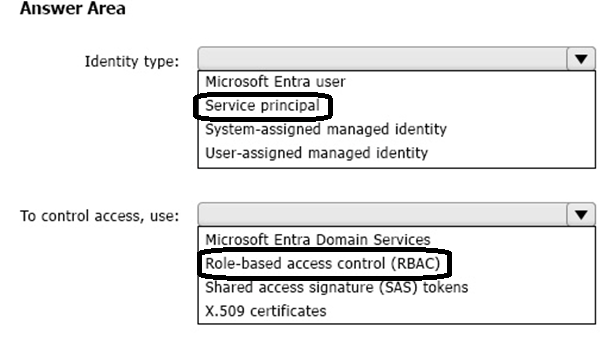 Answer Area
Identity type:
Microsoft Entra user
Service principal
System-assigned managed identity
User-assigned managed identity
To control access, use:
Microsoft Entra Domain Services
Role-based access control (RBAC)
Shared access signature (SAS) tokens
X.509 certificates